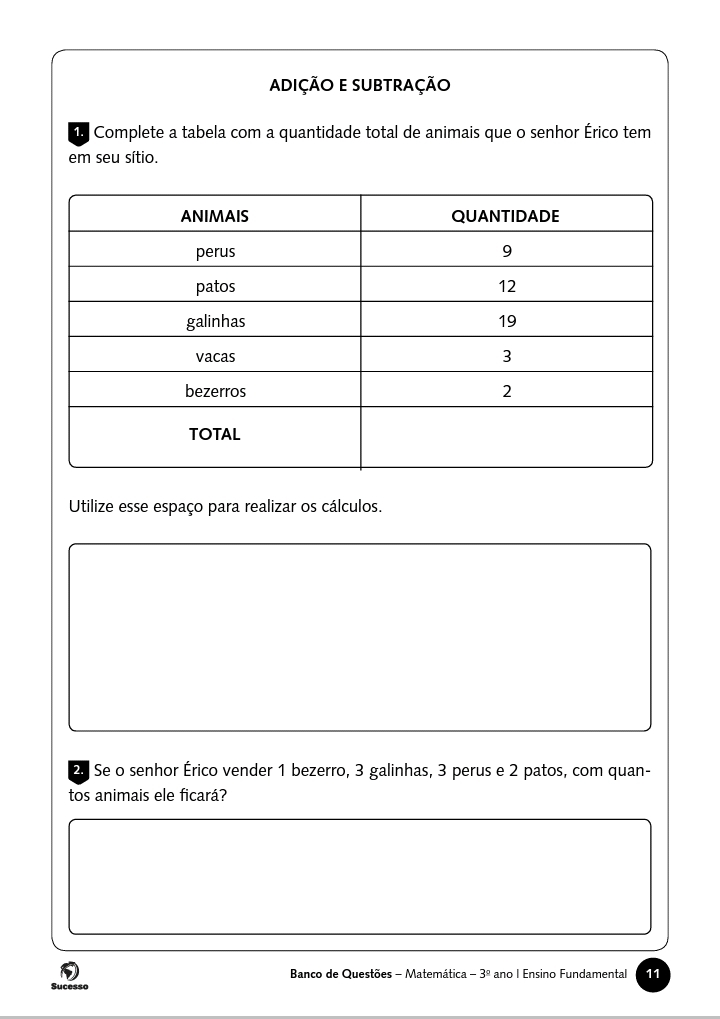 ADIÇÃO E SUBTRAÇÃO
1. Complete a tabela com a quantidade total de animais que o senhor Érico tem
em seu sítio.
ANIMAIS QUANTIDADE
perus 9
patos 12
galinhas 19
vacas 3
bezerros 2
TOTAL
Utilize esse espaço para realizar os cálculos.
2. Se o senhor Érico vender 1 bezerro, 3 galinhas, 3 perus e 2 patos, com quan-
tos animais ele ficará?
Sucesso
Banco de Questões – Matemática – 3º ano I Ensino Fundamental 11